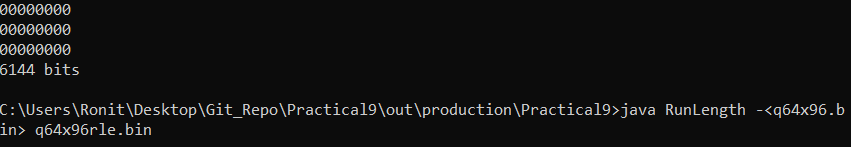 00000000
00000000
00000000
6144 bits
C:\Users\Ronit\Desktop\Git_Repo\Practical9\out\production\Practical9>java RunLength -<q64x96.b
in> q64x96rle.bin